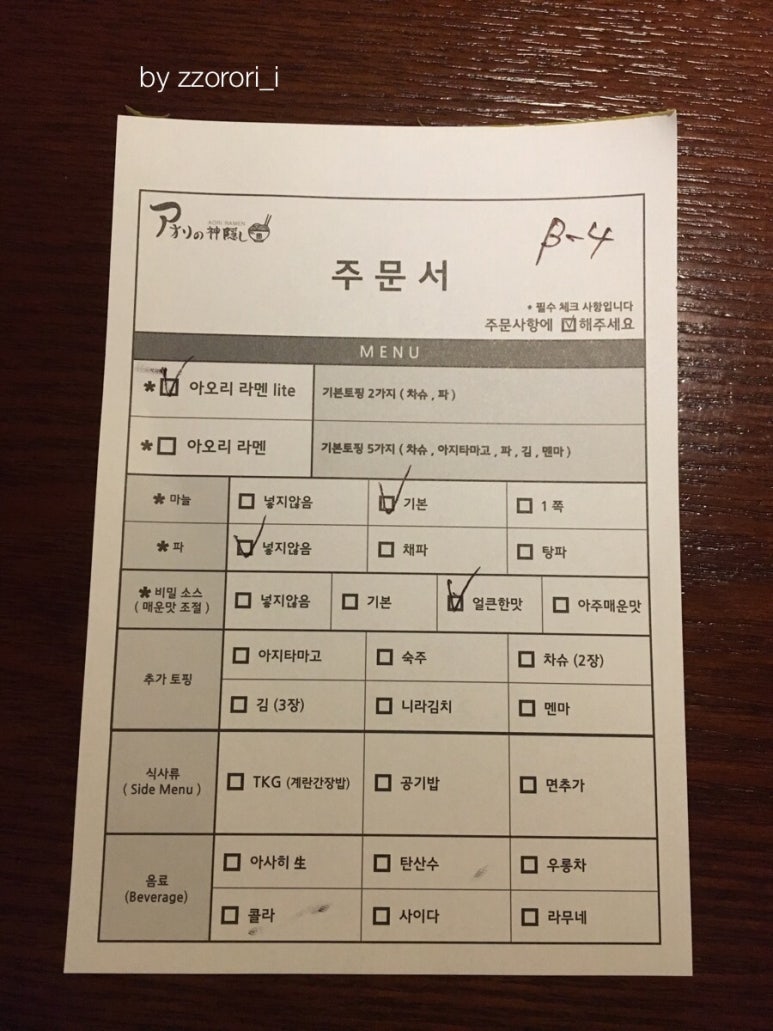 by zzorori_i
アオリの神隠し
AORI RAMEN
β-4
주문서
* 필수 체크 사항입니다
주문사항에 ☑해주세요
MENU
* ☑ 아오리 라멘 lite 기본토핑 2가지 ( 차슈 , 파 )
* ☐ 아오리 라멘 기본토핑 5가지 ( 차슈 , 아지타마고 , 파 , 김 , 멘마 )
* 마늘 ☐ 넣지않음 ☑ 기본 ☐ 1 쪽
* 파 ☑ 넣지않음 ☐ 채파 ☐ 탕파
* 비밀 소스
( 매운맛 조절 ) ☐ 넣지않음 ☐ 기본 ☑ 얼큰한맛 ☐ 아주매운맛
추가 토핑
☐ 아지타마고 ☐ 숙주 ☐ 차슈 (2장)
☐ 김 (3장) ☐ 니라김치 ☐ 멘마
식사류
( Side Menu )
☐ TKG (계란간장밥) ☐ 공기밥 ☐ 면추가
음료
(Beverage)
☐ 아사히 生 ☐ 탄산수 ☐ 우롱차
☐ 콜라 ☐ 사이다 ☐ 라무네